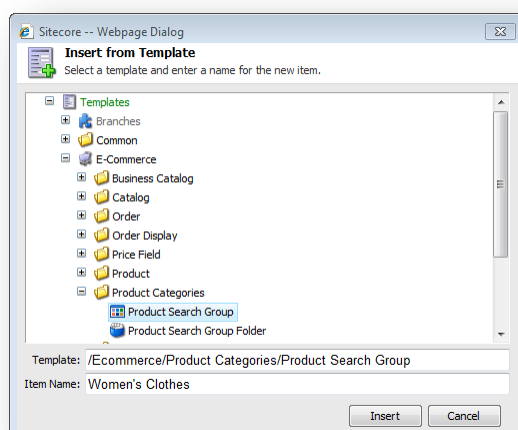 Sitecore -- Webpage Dialog
Insert from Template
Select a template and enter a name for the new item.
Templates
Branches
Common
E-Commerce
Business Catalog
Catalog
Order
Order Display
Price Field
Product
Product Categories
Product Search Group
Product Search Group Folder
Template: /Ecommerce/Product Categories/Product Search Group
Item Name: Women's Clothes
Insert Cancel